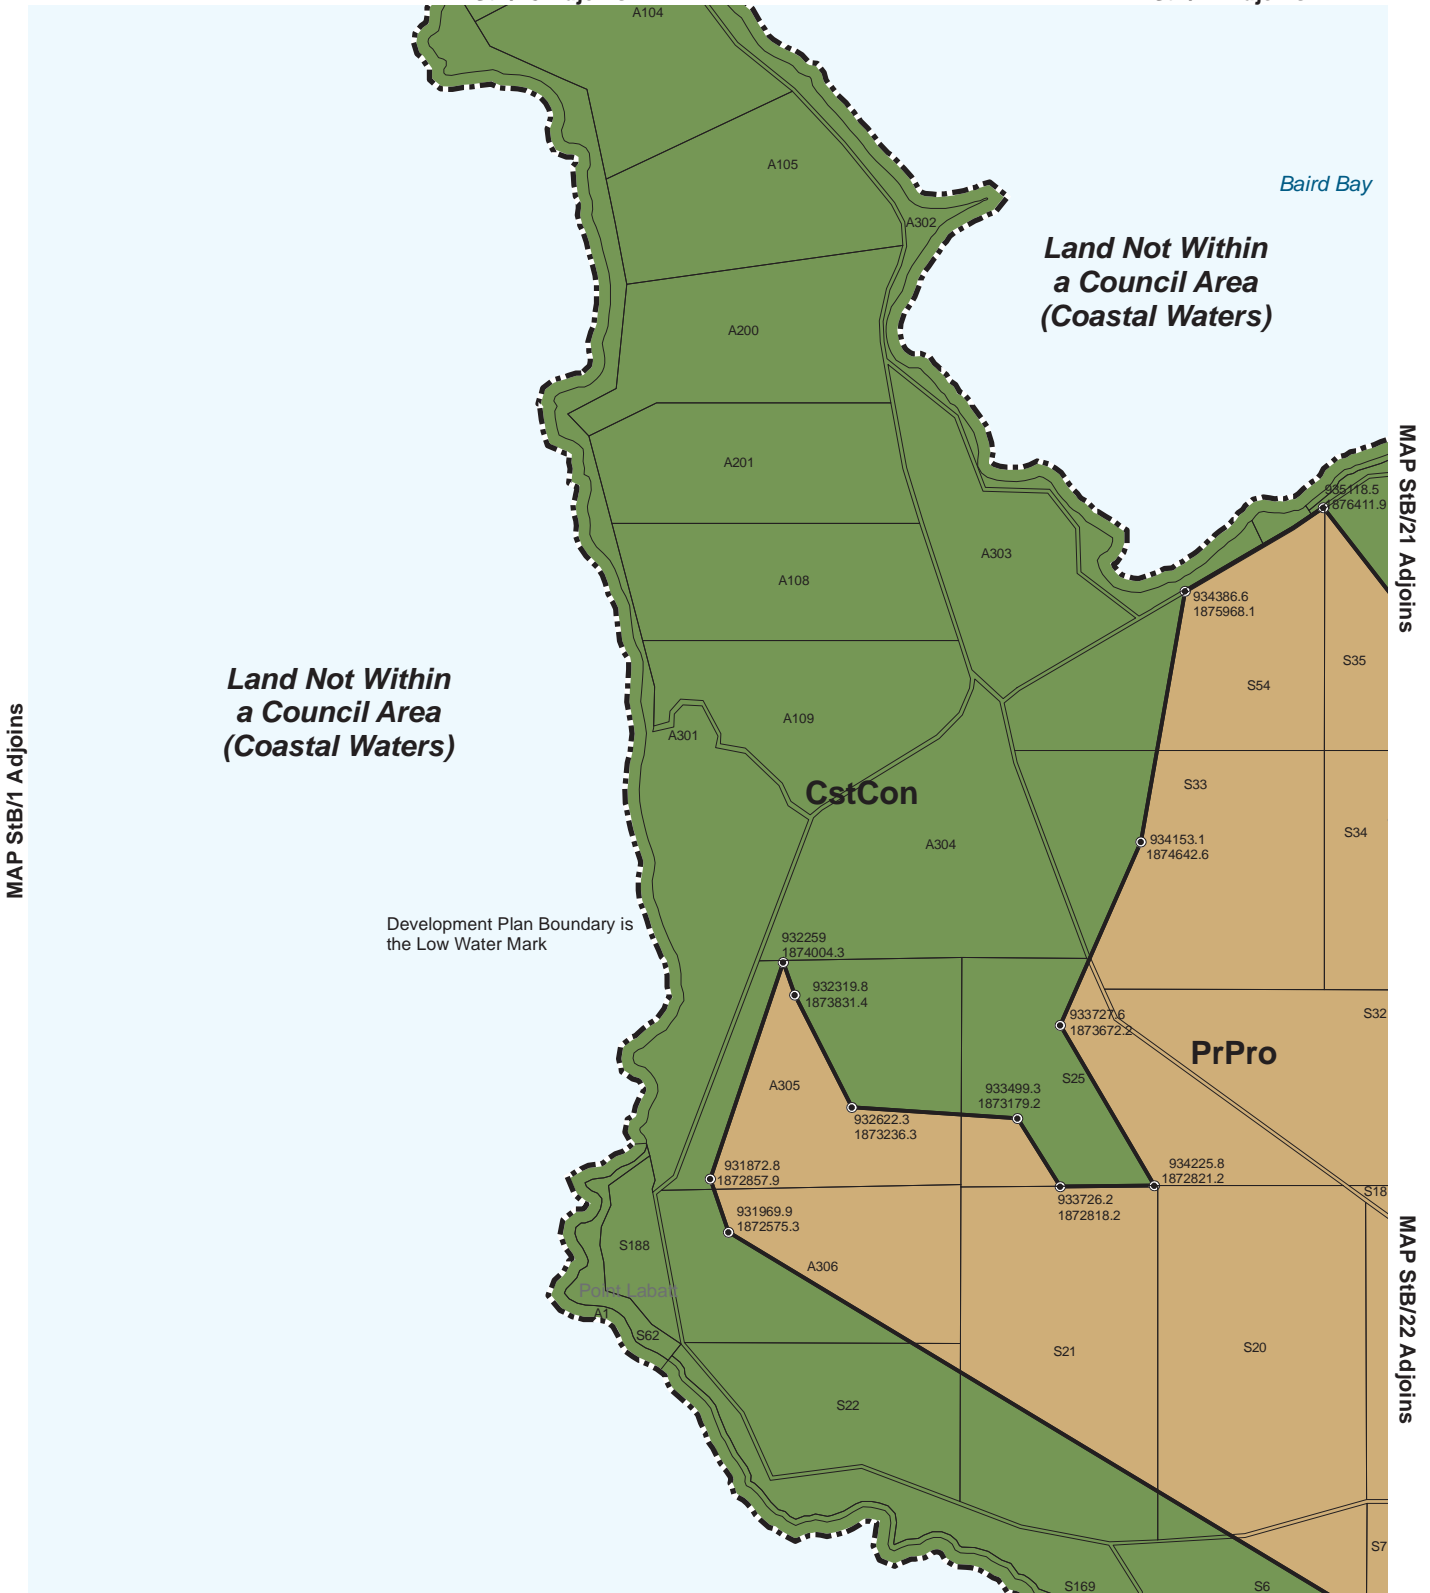 A104
A105
Baird Bay
A302
Land Not Within
a Council Area
(Coastal Waters)
A200
A201
MAP StB/21 Adjoins
935118.5
1876411.9
A303
A108
934386.6
1875968.1
S35
S54
Land Not Within
a Council Area
(Coastal Waters)
A109
A301
MAP StB/1 Adjoins
S33
CstCon
S34
A304
934153.1
1874642.6
Development Plan Boundary is
the Low Water Mark
932259
1874004.3
932319.8
1873831.4
933727.6
1873672.2
S32
PrPro
A305
S25
933499.3
1873179.2
932622.3
1873236.3
931872.8
1872857.9
934225.8
1872821.2
S18
933726.2
1872818.2
931969.9
1872575.3
MAP StB/22 Adjoins
S188
A306
Point Labatt
A1
S62
S21
S20
S22
S7
S169
S6